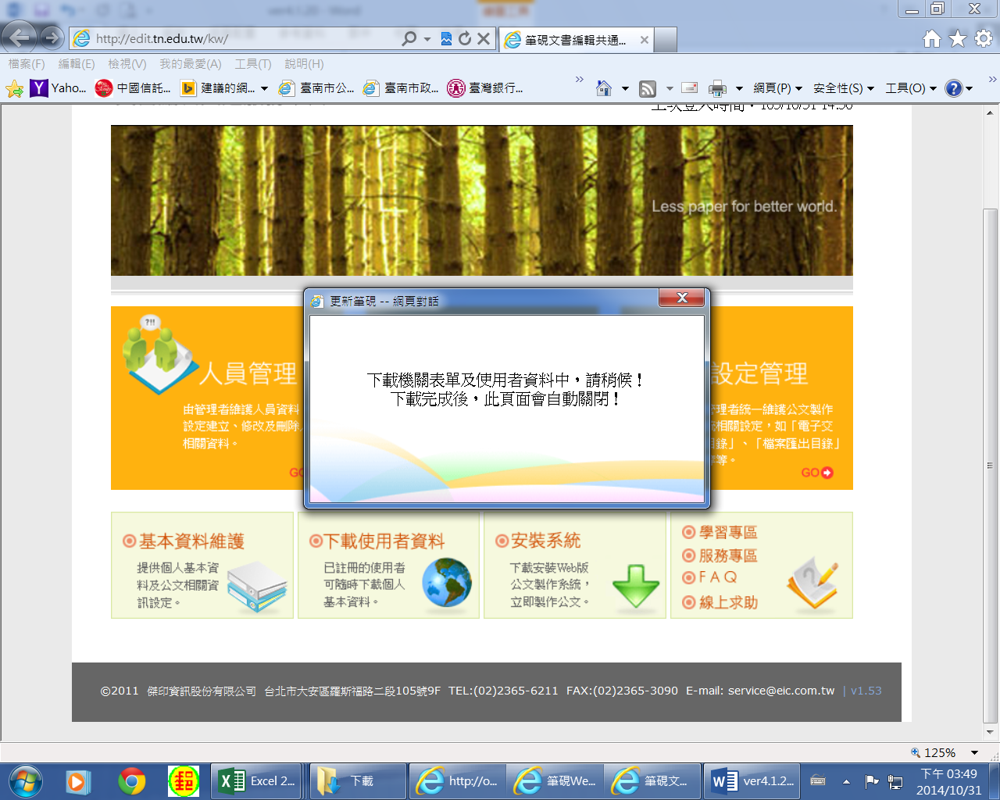 ver4.1.20 - Word
http://edit.tn.edu.tw/kw/
筆硯文書編輯共通...
檔案(F) 編輯(E) 檢視(V) 我的最愛(A) 工具(T) 說明(H)
Yaho... 中國信託... 建議的網... 臺南市公... 臺南市政... 臺灣銀行... 網頁(P) 安全性(S) 工具(O)
上次登入時間，103/10/31 14:50
Less paper for better world.
更新筆硯 -- 網頁對話
下載機關表單及使用者資料中，請稍候！
下載完成後，此頁面會自動關閉！
?!!
人員管理
由管理者維護人員資料
設定建立、修改及刪除
相關資料。
GO
設定管理
管理者統一維護公文製作
相關設定，如「電子交
目錄」、「檔案匯出目錄」
等。
GO
基本資料維護
提供個人基本資
料及公文相關資
訊設定。
下載使用者資料
已註冊的使用者
可隨時下載個人
基本資料。
安裝系統
下載安裝Web版
公文製作系統，
立即製作公文。
學習專區
服務專區
F A Q
線上求助
©2011 傑印資訊股份有限公司 台北市大安區羅斯福路二段105號9F TEL:(02)2365-6211 FAX:(02)2365-3090 E-mail: service@eic.com.tw | v1.53
125%
郵 Excel 2... 下載 http://o... 筆硯We... 筆硯文... ver4.1.2...
下午 03:49
2014/10/31